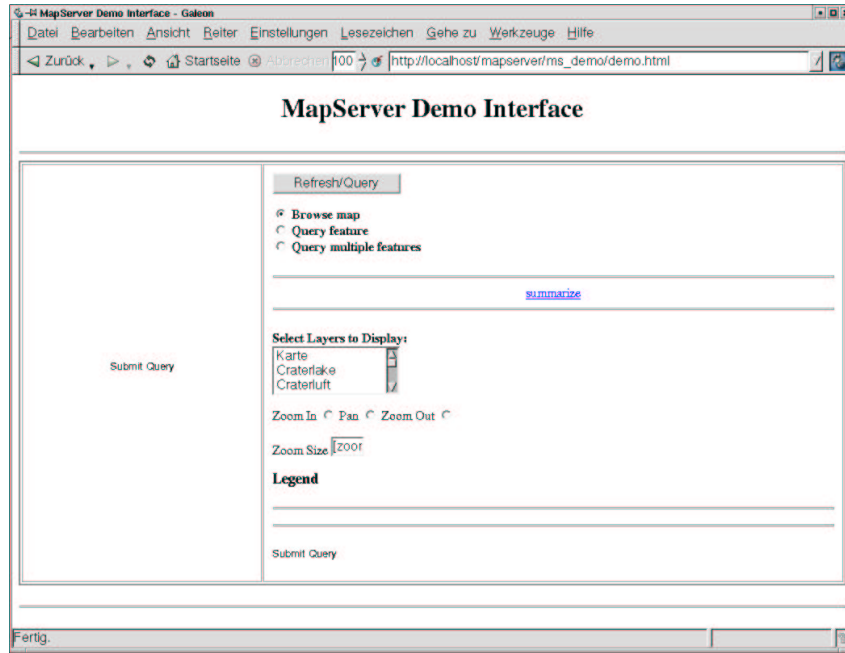 MapServer Demo Interface - Galeon
Datei Bearbeiten Ansicht Reiter Einstellungen Lesezeichen Gehe zu Werkzeuge Hilfe
Zurück Startseite Abbrechen 100 http://localhost/mapserver/ms_demo/demo.html
MapServer Demo Interface
Refresh/Query
Browse map
Query feature
Query multiple features
summarize
Select Layers to Display:
Karte
Craterlake
Craterluft
Submit Query
Zoom In Pan Zoom Out
Zoom Size [zoor
Legend
Submit Query
Fertig.